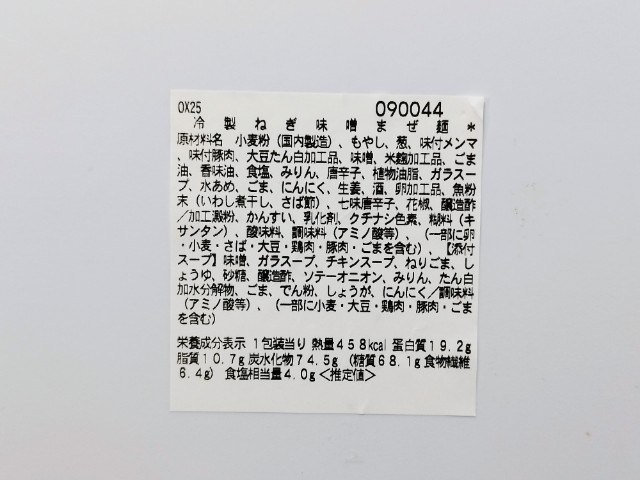 OX25 090044
冷製ねぎ味噌まぜ麺*
原材料名 小麦粉(国内製造)、もやし、葱、味付メンマ
、味付豚肉、大豆たん白加工品、味噌、米麹加工品、ごま
油、香味油、食塩、みりん、唐辛子、植物油脂、ガラスー
プ、水あめ、ごま、にんにく、生姜、酒、卵加工品、魚粉
末(いわし煮干し、さば節)、七味唐辛子、花椒、醸造酢
/加工澱粉、かんすい、乳化剤、クチナシ色素、糊料(キ
サンタン)、酸味料、調味料(アミノ酸等)、(一部に卵
・小麦・さば・大豆・鶏肉・豚肉・ごまを含む)、【添付
スープ】味噌、ガラスープ、チキンスープ、ねりごま、し
ょうゆ、砂糖、醸造酢、ソテーオニオン、みりん、たん白
加水分解物、ごま、でん粉、しょうが、にんにく/調味料
(アミノ酸等)、(一部に小麦・大豆・鶏肉・豚肉・ごま
を含む)
栄養成分表示 1包装当り 熱量458kcal 蛋白質19.2g
脂質10.7g 炭水化物74.5g (糖質68.1g 食物繊維
6.4g) 食塩相当量4.0g<推定値>